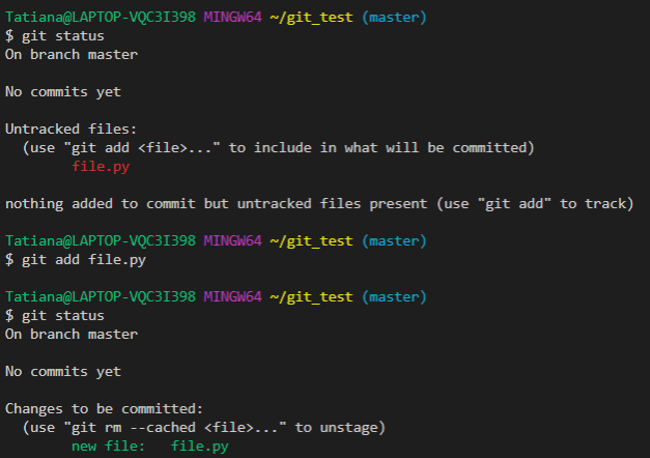 Tatiana@LAPTOP-VQC3I398 MINGW64 ~/git_test (master)
$ git status
On branch master

No commits yet

Untracked files:
  (use "git add <file>..." to include in what will be committed)
        file.py

nothing added to commit but untracked files present (use "git add" to track)

Tatiana@LAPTOP-VQC3I398 MINGW64 ~/git_test (master)
$ git add file.py

Tatiana@LAPTOP-VQC3I398 MINGW64 ~/git_test (master)
$ git status
On branch master

No commits yet

Changes to be committed:
  (use "git rm --cached <file>..." to unstage)
        new file:   file.py